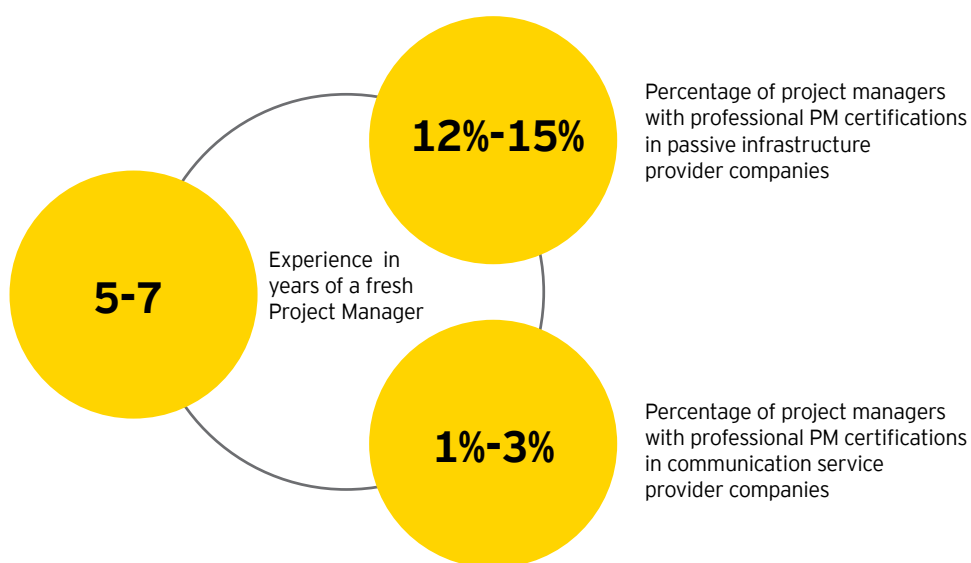 12%-15%
Percentage of project managers
with professional PM certifications
in passive infrastructure
provider companies
5-7
Experience in
years of a fresh
Project Manager
1%-3%
Percentage of project managers
with professional PM certifications
in communication service
provider companies